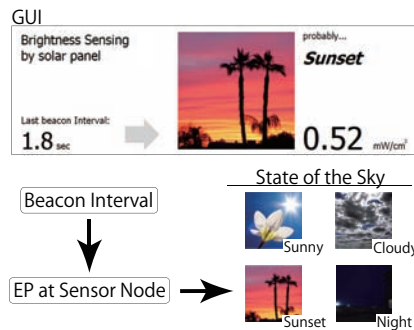 GUI
Brightness Sensing
by solar panel
probably...
Sunset
Last beacon Interval:
1.8 sec
0.52 mW/cm²
State of the Sky
Beacon Interval
Sunny
Cloudy
EP at Sensor Node
Sunset
Night